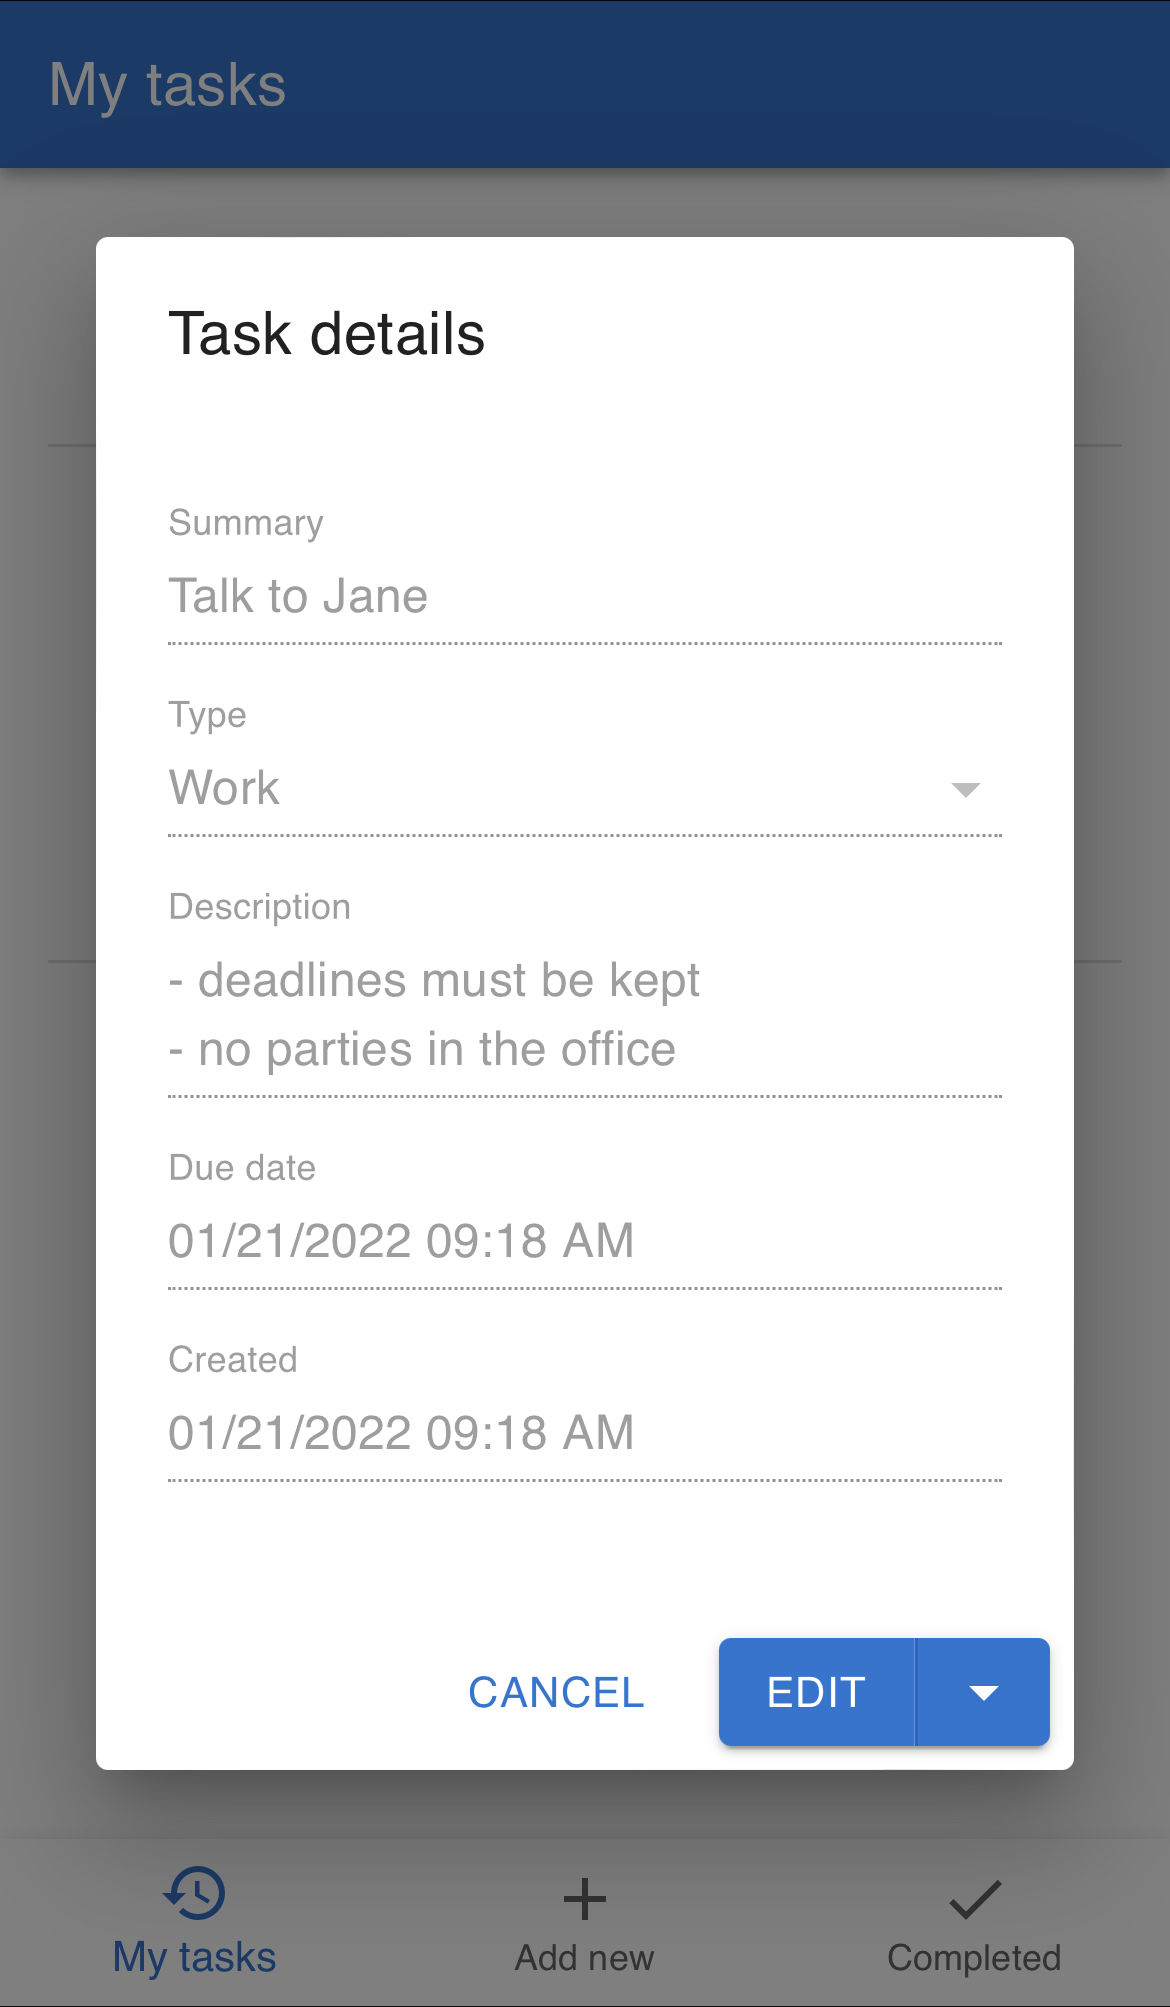 My tasks
Task details
Summary
Talk to Jane
Type
Work
Description
- deadlines must be kept
- no parties in the office
Due date
01/21/2022 09:18 AM
Created
01/21/2022 09:18 AM
CANCEL
EDIT
My tasks
Add new
Completed